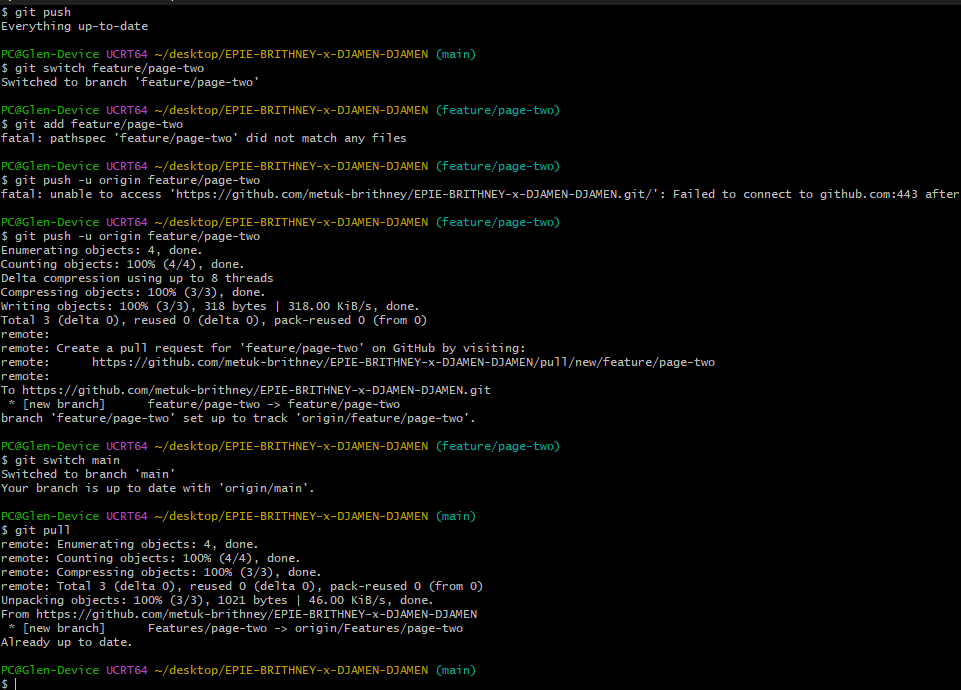 $ git push
Everything up-to-date
PC@Glen-Device UCRT64 ~/desktop/EPIE-BRITHNEY-x-DJAMEN-DJAMEN (main)
$ git switch feature/page-two
Switched to branch 'feature/page-two'
PC@Glen-Device UCRT64 ~/desktop/EPIE-BRITHNEY-x-DJAMEN-DJAMEN (feature/page-two)
$ git add feature/page-two
fatal: pathspec 'feature/page-two' did not match any files
PC@Glen-Device UCRT64 ~/desktop/EPIE-BRITHNEY-x-DJAMEN-DJAMEN (feature/page-two)
$ git push -u origin feature/page-two
fatal: unable to access 'https://github.com/metuk-brithney/EPIE-BRITHNEY-x-DJAMEN-DJAMEN.git/': Failed to connect to github.com:443 after
PC@Glen-Device UCRT64 ~/desktop/EPIE-BRITHNEY-x-DJAMEN-DJAMEN (feature/page-two)
$ git push -u origin feature/page-two
Enumerating objects: 4, done.
Counting objects: 100% (4/4), done.
Delta compression using up to 8 threads
Compressing objects: 100% (3/3), done.
Writing objects: 100% (3/3), 318 bytes | 318.00 KiB/s, done.
Total 3 (delta 0), reused 0 (delta 0), pack-reused 0 (from 0)
remote:
remote: Create a pull request for 'feature/page-two' on GitHub by visiting:
remote:      https://github.com/metuk-brithney/EPIE-BRITHNEY-x-DJAMEN-DJAMEN/pull/new/feature/page-two
remote:
To https://github.com/metuk-brithney/EPIE-BRITHNEY-x-DJAMEN-DJAMEN.git
 * [new branch]      feature/page-two -> feature/page-two
branch 'feature/page-two' set up to track 'origin/feature/page-two'.
PC@Glen-Device UCRT64 ~/desktop/EPIE-BRITHNEY-x-DJAMEN-DJAMEN (feature/page-two)
$ git switch main
Switched to branch 'main'
Your branch is up to date with 'origin/main'.
PC@Glen-Device UCRT64 ~/desktop/EPIE-BRITHNEY-x-DJAMEN-DJAMEN (main)
$ git pull
remote: Enumerating objects: 4, done.
remote: Counting objects: 100% (4/4), done.
remote: Compressing objects: 100% (3/3), done.
remote: Total 3 (delta 0), reused 0 (delta 0), pack-reused 0 (from 0)
Unpacking objects: 100% (3/3), 1021 bytes | 46.00 KiB/s, done.
From https://github.com/metuk-brithney/EPIE-BRITHNEY-x-DJAMEN-DJAMEN
 * [new branch]      Features/page-two -> origin/Features/page-two
Already up to date.
PC@Glen-Device UCRT64 ~/desktop/EPIE-BRITHNEY-x-DJAMEN-DJAMEN (main)
$